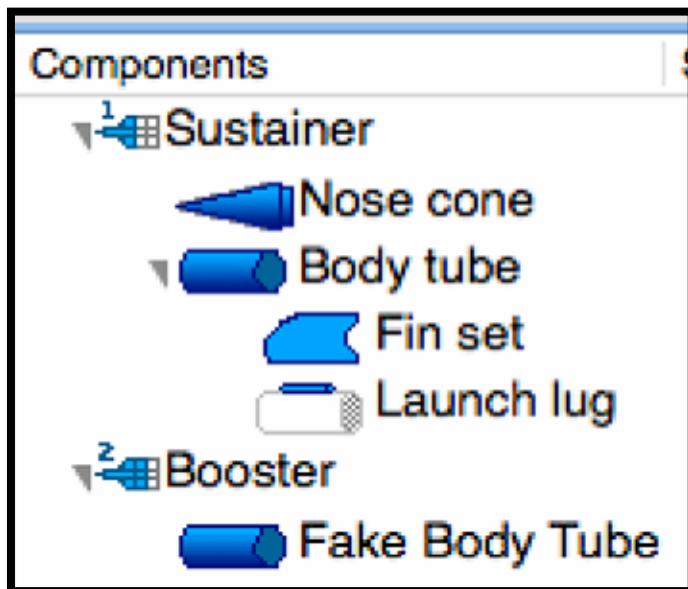 Components
1 Sustainer
Nose cone
Body tube
Fin set
Launch lug
2 Booster
Fake Body Tube